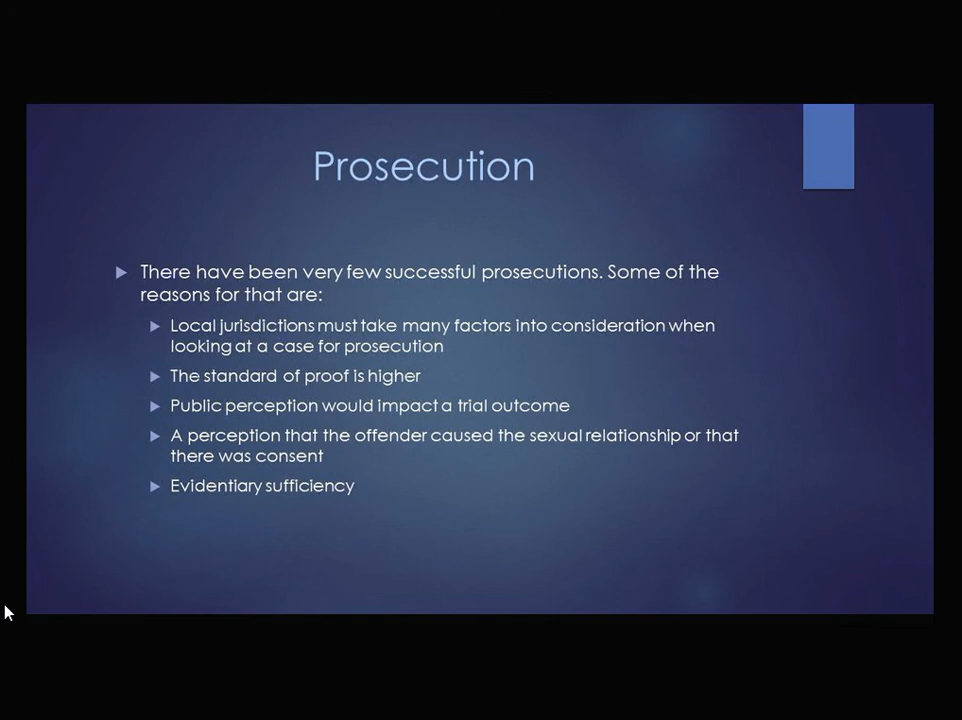 Prosecution
There have been very few successful prosecutions. Some of the
reasons for that are:
Local jurisdictions must take many factors into consideration when
looking at a case for prosecution
The standard of proof is higher
Public perception would impact a trial outcome
A perception that the offender caused the sexual relationship or that
there was consent
Evidentiary sufficiency